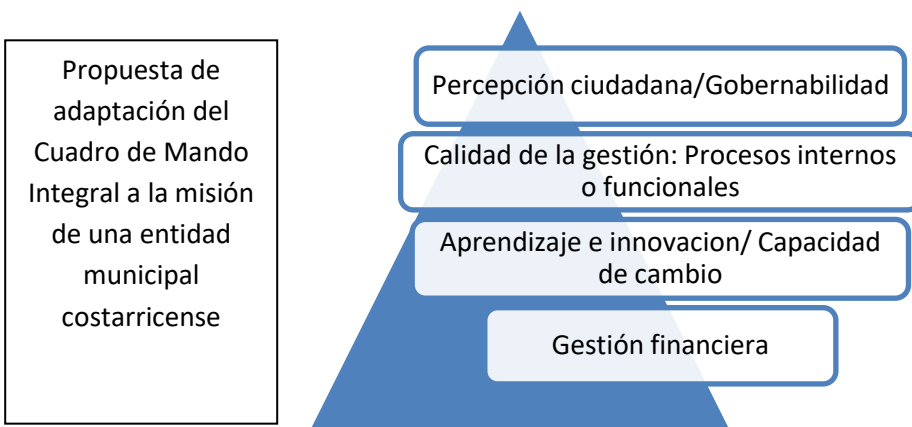 Propuesta de
adaptación del
Cuadro de Mando
Integral a la misión
de una entidad
municipal
costarricense
Percepción ciudadana/Gobernabilidad
Calidad de la gestión: Procesos internos
o funcionales
Aprendizaje e innovacion/ Capacidad
de cambio
Gestión financiera